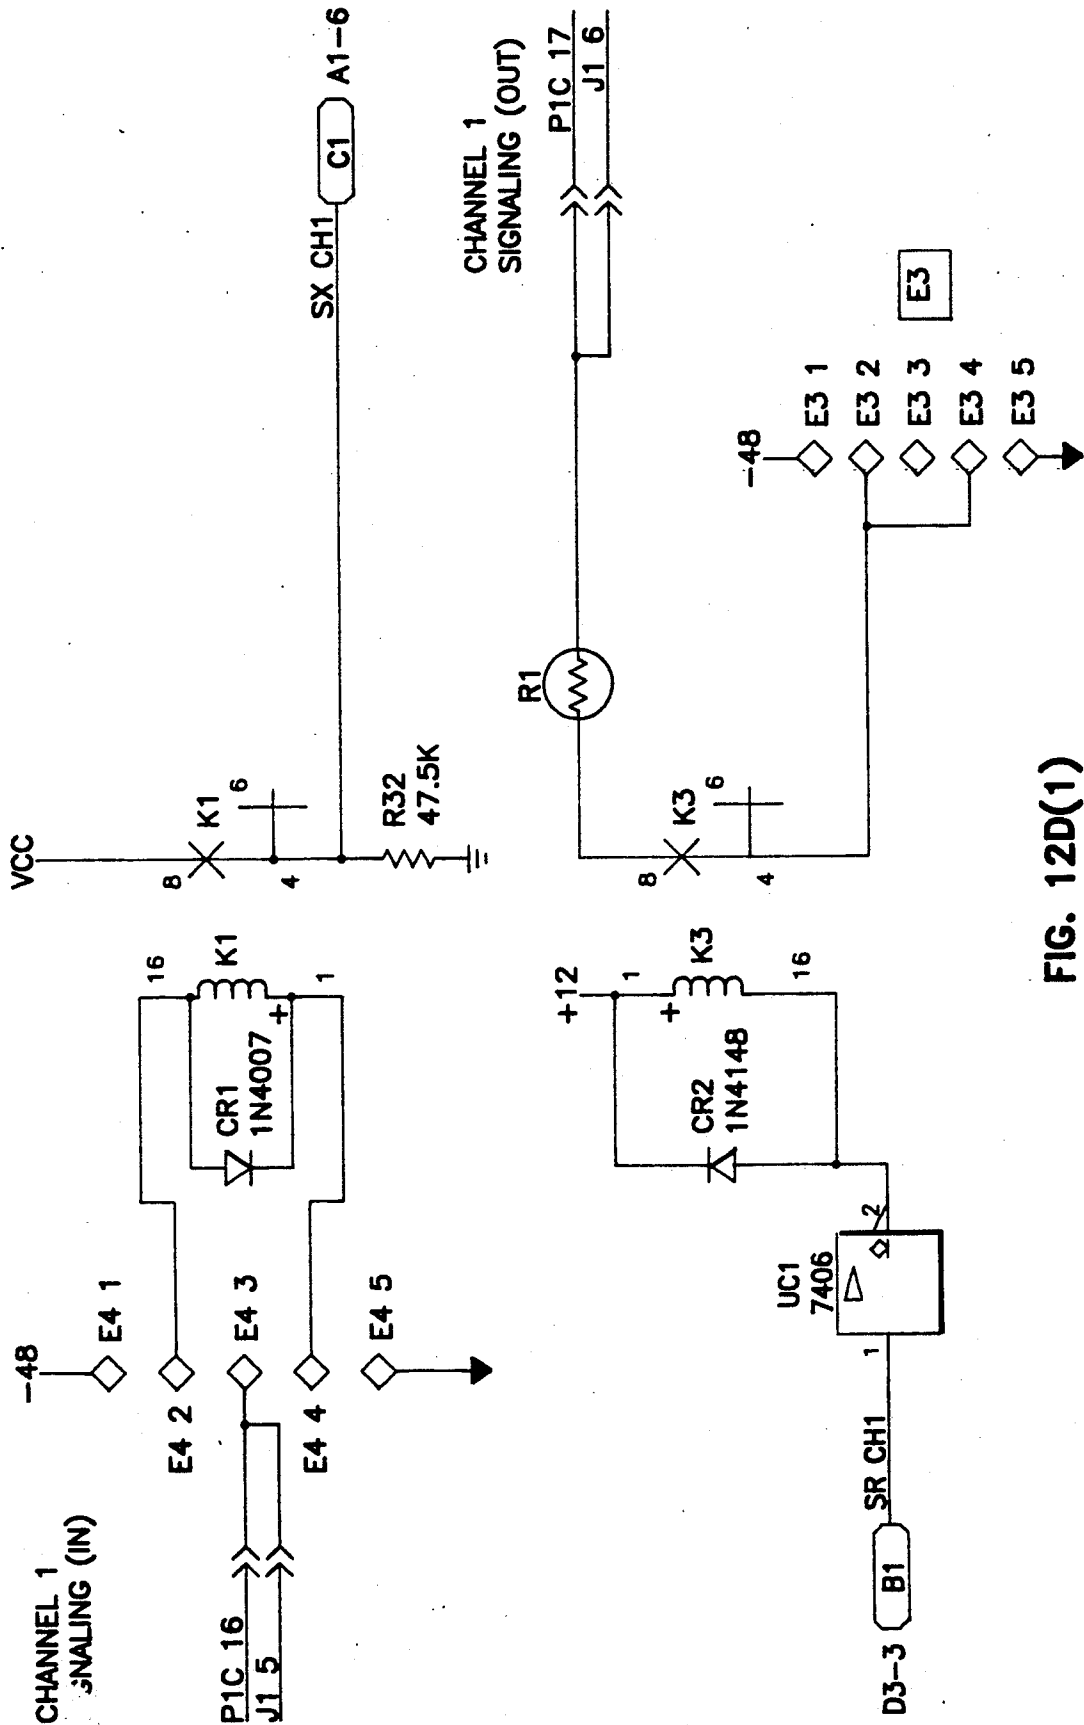 CHANNEL 1
GNALING (IN)
P1C 16
J1 5
-48
E4 1
E4 2
E4 3
E4 4
E4 5
16
K1
+
1
CR1
1N4007
VCC
8
K1
6
4
R32
47.5K
SX CH1
C1
A1-6
D3-3
B1
SR CH1
1
UC1
7406
2
CR2
1N4148
+12
1
+
K3
16
8
K3
6
4
R1
CHANNEL 1
SIGNALING (OUT)
P1C 17
J1 6
-48
E3 1
E3 2
E3 3
E3 4
E3 5
E3
FIG. 12D(1)